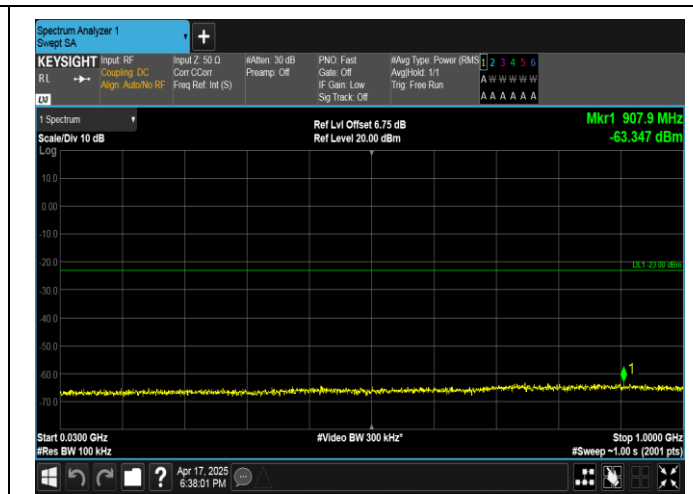 Spectrum Analyzer 1
Swept SA
+
KEYSIGHT
RL
LXI
Input: RF
Coupling: DC
Align: Auto/No RF
Input Z: 50 Ω
Corr CCorr
Freq Ref: Int (S)
#Atten: 30 dB
Preamp: Off
PNO: Fast
Gate: Off
IF Gain: Low
Sig Track: Off
#Avg Type: Power (RMS
Avg|Hold: 1/1
Trig: Free Run
1 2 3 4 5 6
A W W W W W
A A A A A A
1 Spectrum
Scale/Div 10 dB
Log
Ref Lvl Offset 6.75 dB
Ref Level 20.00 dBm
Mkr1 907.9 MHz
-63.347 dBm
10.0
0.00
-10.0
-20.0
DL1 -23.00 dBm
-30.0
-40.0
-50.0
-60.0
1
-70.0
Start 0.0300 GHz
#Res BW 100 kHz
#Video BW 300 kHz*
Stop 1.0000 GHz
#Sweep ~1.00 s (2001 pts)
?
Apr 17, 2025
6:38:01 PM